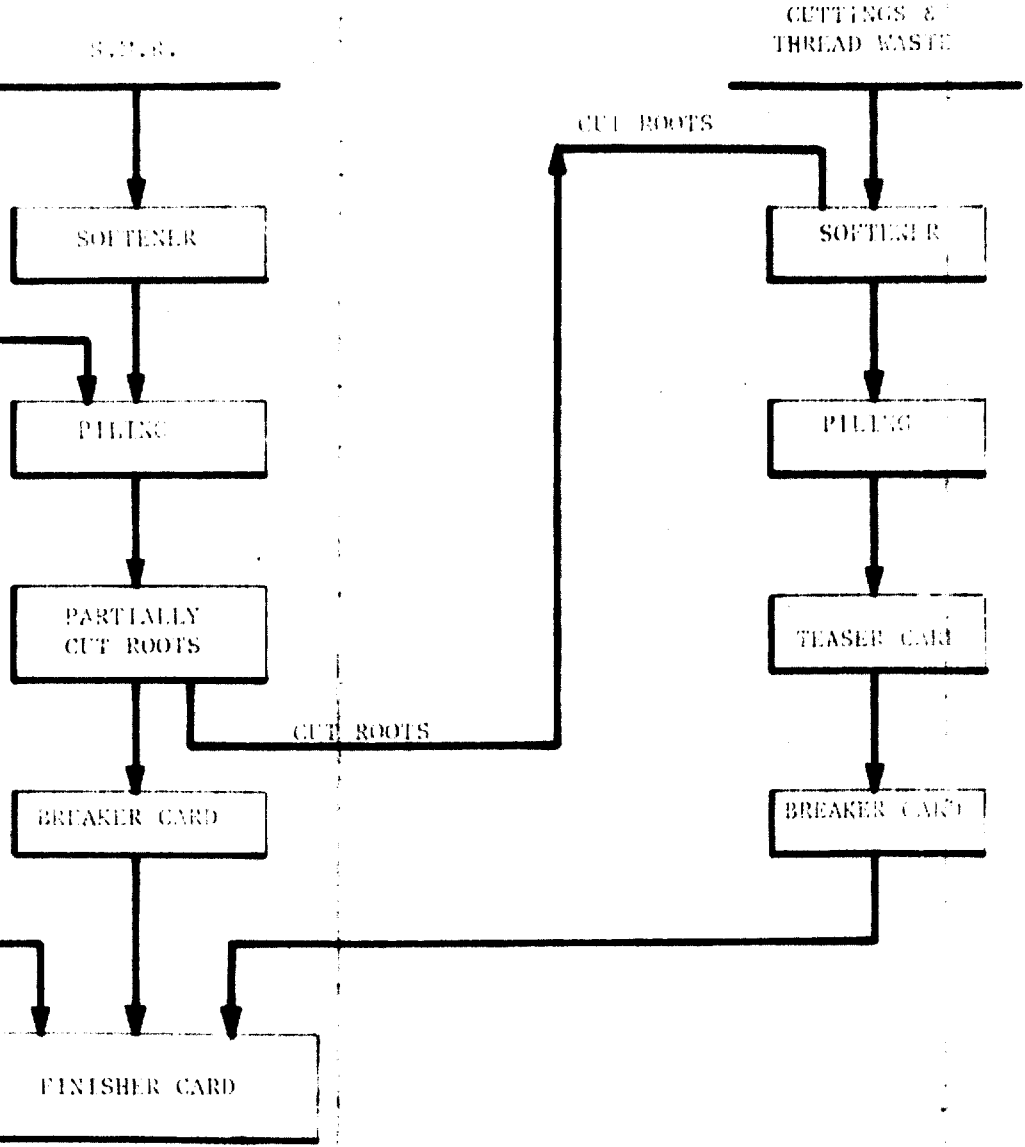 CUTTINGS &
THREAD WASTE
CUT ROOTS
SOFTENER
SOFTENER
PILING
PILING
PARTIALLY
CUT ROOTS
TEASER CARD
CUT ROOTS
BREAKER CARD
BREAKER CARD
FINISHER CARD